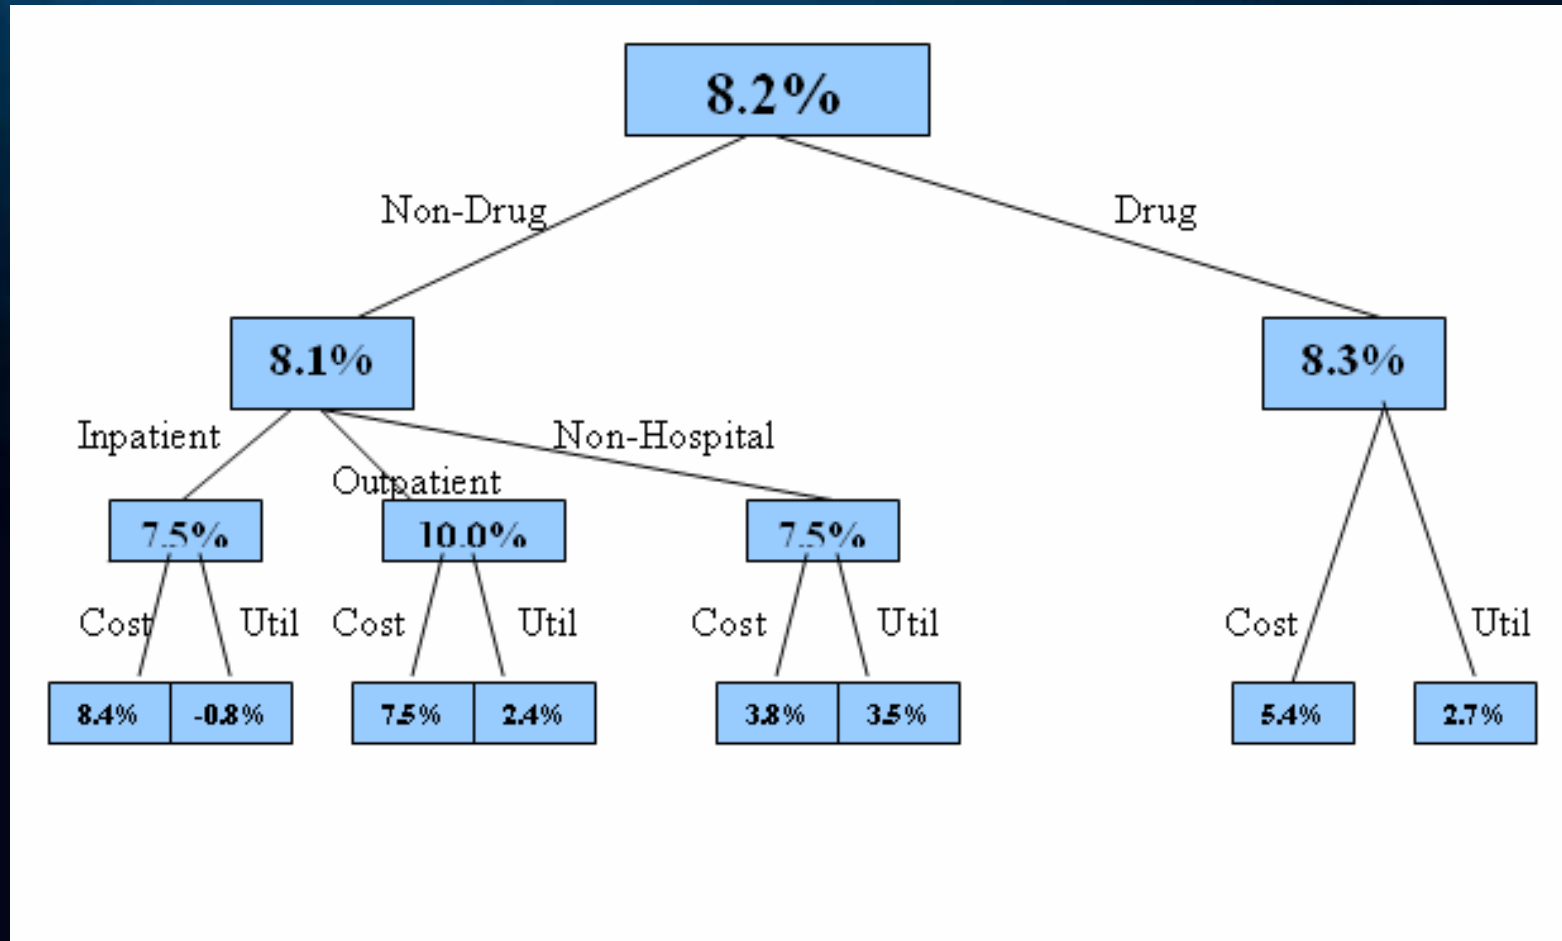 8.2%
Non-Drug
Drug
8.1%
8.3%
Inpatient
Non-Hospital
Outpatient
7.5%
10.0%
7.5%
Cost
Util
Cost
Util
Cost
Util
Cost
Util
8.4%
-0.8%
7.5%
2.4%
3.8%
3.5%
5.4%
2.7%